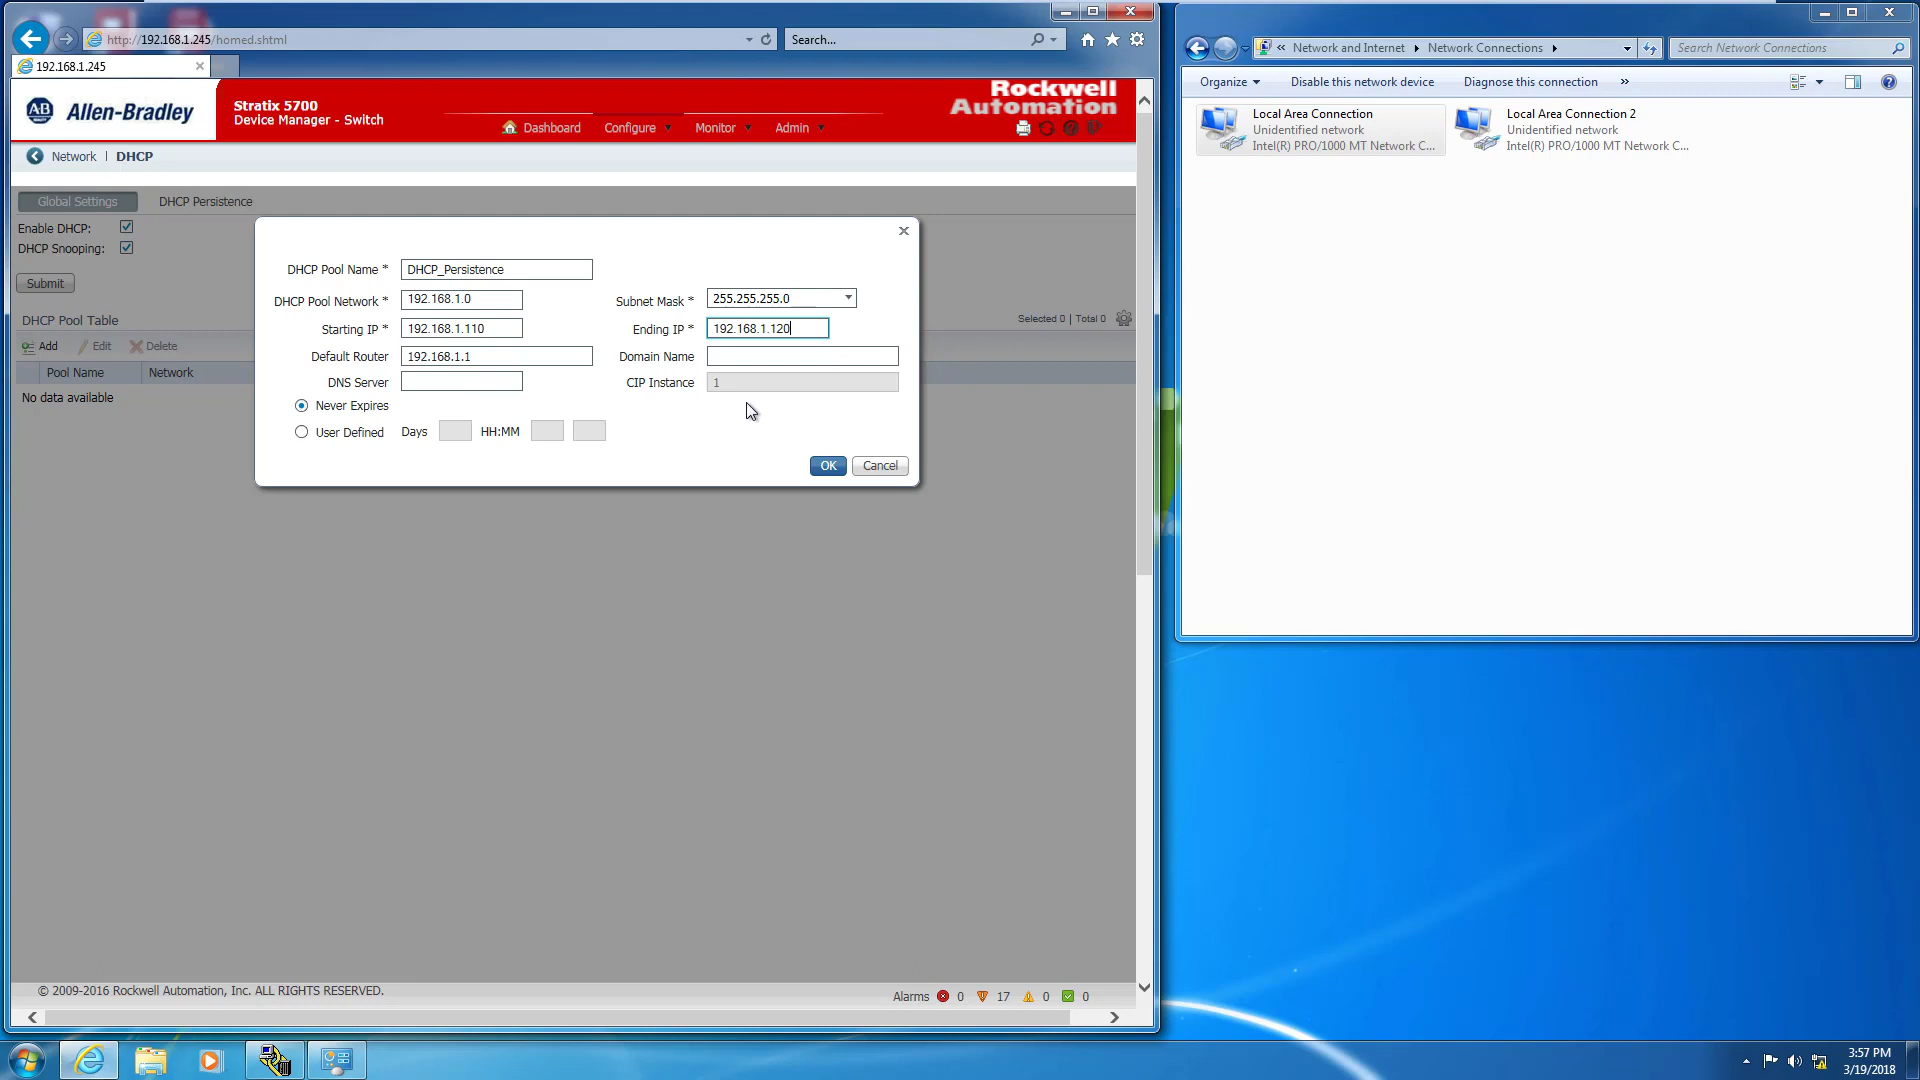 http://192.168.1.245/homed.shtml
Search...
192.168.1.245
AB Allen-Bradley
Stratix 5700
Device Manager - Switch
Rockwell
Automation
Dashboard
Configure
Monitor
Admin
Network | DHCP
Global Settings
DHCP Persistence
Enable DHCP:
DHCP Snooping:
Submit
DHCP Pool Table
Selected 0 | Total 0
Add
Edit
Delete
Pool Name
Network
No data available
DHCP Pool Name *
DHCP_Persistence
DHCP Pool Network *
192.168.1.0
Subnet Mask *
255.255.255.0
Starting IP *
192.168.1.110
Ending IP *
192.168.1.120
Default Router
192.168.1.1
Domain Name
DNS Server
CIP Instance
1
Never Expires
User Defined
Days
HH:MM
OK
Cancel
© 2009-2016 Rockwell Automation, Inc. ALL RIGHTS RESERVED.
Alarms 0 17 0 0
« Network and Internet
Network Connections
Search Network Connections
Organize
Disable this network device
Diagnose this connection
»
Local Area Connection
Unidentified network
Intel(R) PRO/1000 MT Network C...
Local Area Connection 2
Unidentified network
Intel(R) PRO/1000 MT Network C...
3:57 PM
3/19/2018